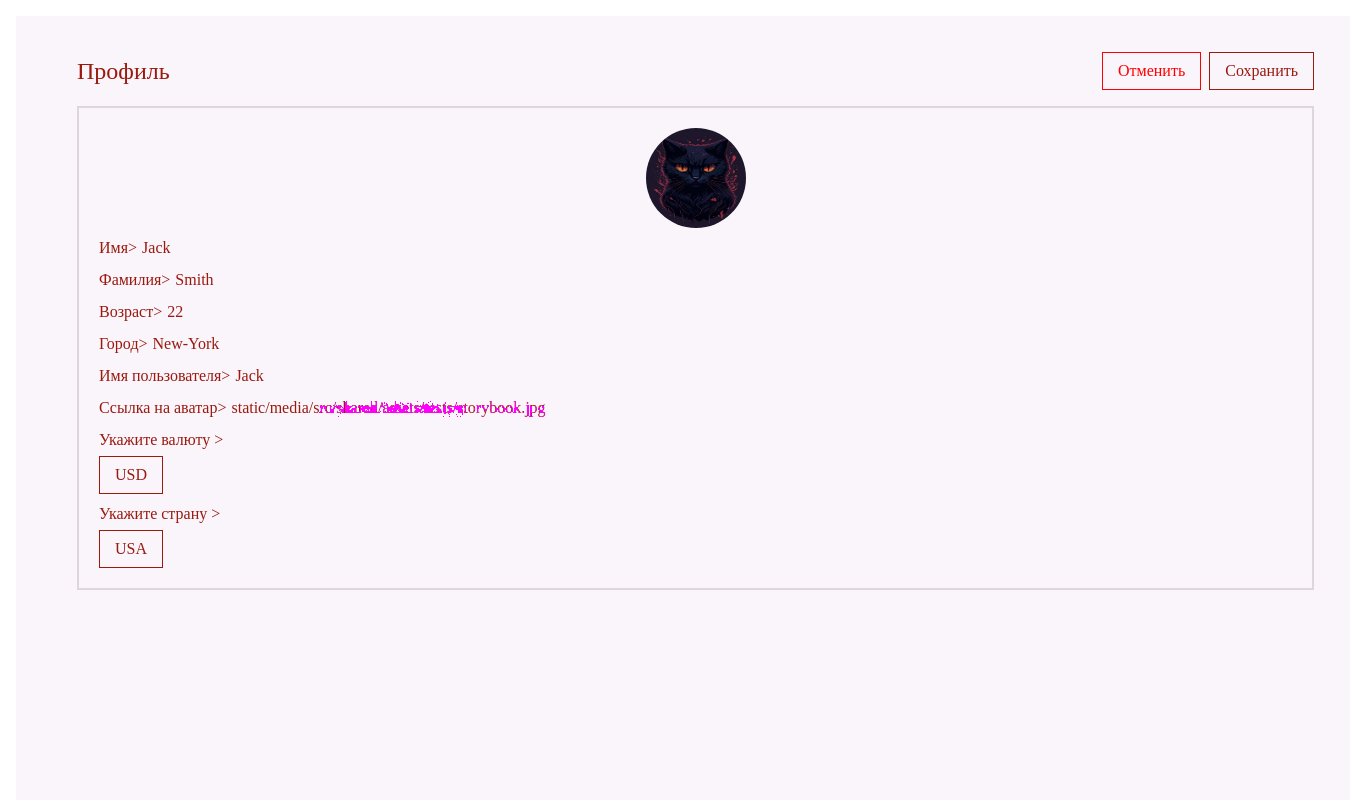 Профиль
Отменить
Сохранить
Имя> Jack
Фамилия> Smith
Возраст> 22
Город> New-York
Имя пользователя> Jack
Ссылка на аватар> static/media/src/shared/assets/tests/storybook.jpg
Укажите валюту >
USD
Укажите страну >
USA